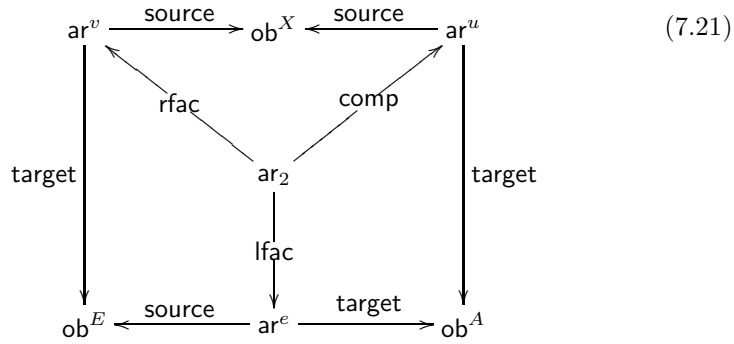 source source
ar^v ob^X ar^u (7.21)
rfac comp
target ar_2 target
lfac
source target
ob^E ar^e ob^A